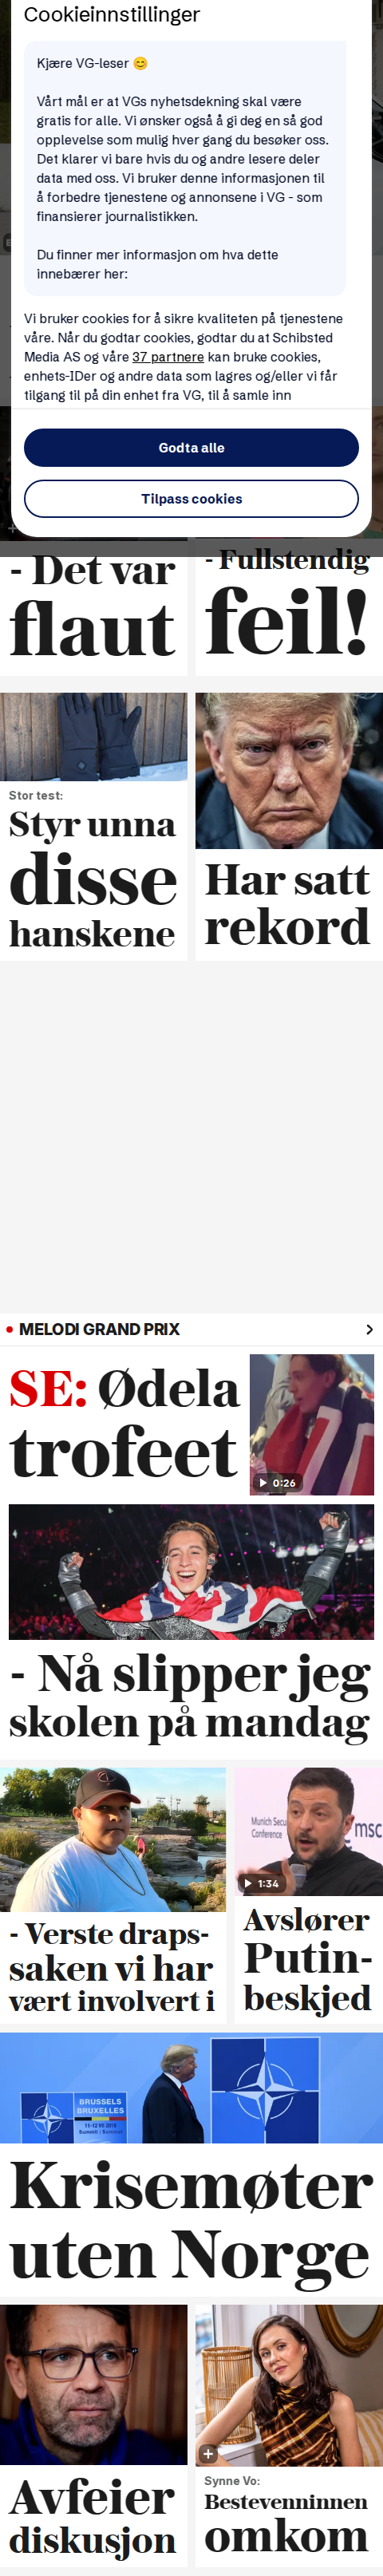 Cookieinnstillinger
Kjære VG-leser 😊
Vårt mål er at VGs nyhetsdekning skal være
gratis for alle. Vi ønsker også å gi deg en så god
opplevelse som mulig hver gang du besøker oss.
Det klarer vi bare hvis du og andre lesere deler
data med oss. Vi bruker denne informasjonen til
å forbedre tjenestene og annonsene i VG - som
finansierer journalistikken.
Du finner mer informasjon om hva dette
innebærer her:
Vi bruker cookies for å sikre kvaliteten på tjenestene
våre. Når du godtar cookies, godtar du at Schibsted
Media AS og våre 37 partnere kan bruke cookies,
enhets-IDer og andre data som lagres og/eller vi får
tilgang til på din enhet fra VG, til å samle inn
Godta alle
Tilpass cookies
- Det var
flaut
- Fullstendig
feil!
Stor test:
Styr unna
disse
hanskene
Har satt
rekord
MELODI GRAND PRIX
SE: Ødela
trofeet
0:26
- Nå slipper jeg
skolen på mandag
- Verste draps-
saken vi har
vært involvert i
Munich Secu
Conference
msc
1:34
Avslører
Putin-
beskjed
BRUSSELS
BRUXELLES
Krisemøter
uten Norge
Avfeier
diskusjon
Synne Vo:
Bestevenninnen
omkom